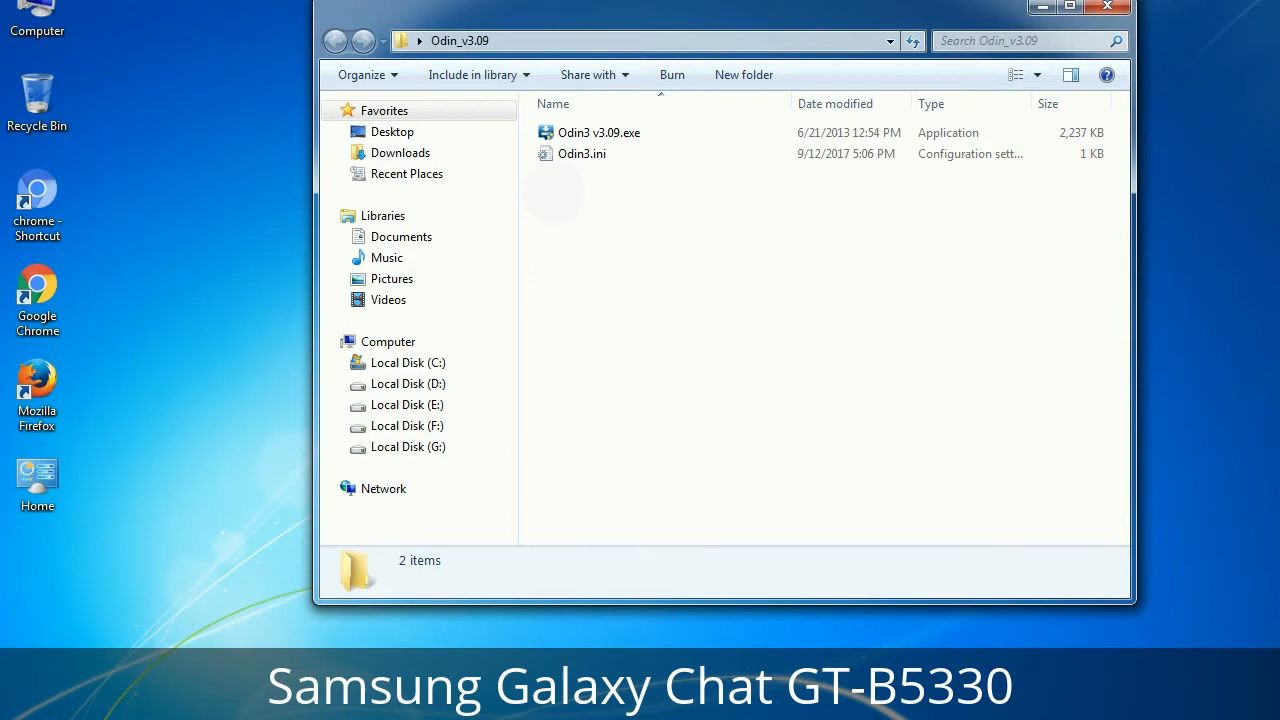 Computer
Recycle Bin
chrome -
Shortcut
Google
Chrome
Mozilla
Firefox
Home
Odin_v3.09
Search Odin_v3.09
Organize
Include in library
Share with
Burn
New folder
Favorites
Desktop
Downloads
Recent Places
Libraries
Documents
Music
Pictures
Videos
Computer
Local Disk (C:)
Local Disk (D:)
Local Disk (E:)
Local Disk (F:)
Local Disk (G:)
Network
Name Date modified Type Size
Odin3 v3.09.exe 6/21/2013 12:54 PM Application 2,237 KB
Odin3.ini 9/12/2017 5:06 PM Configuration sett... 1 KB
2 items
Samsung Galaxy Chat GT-B5330